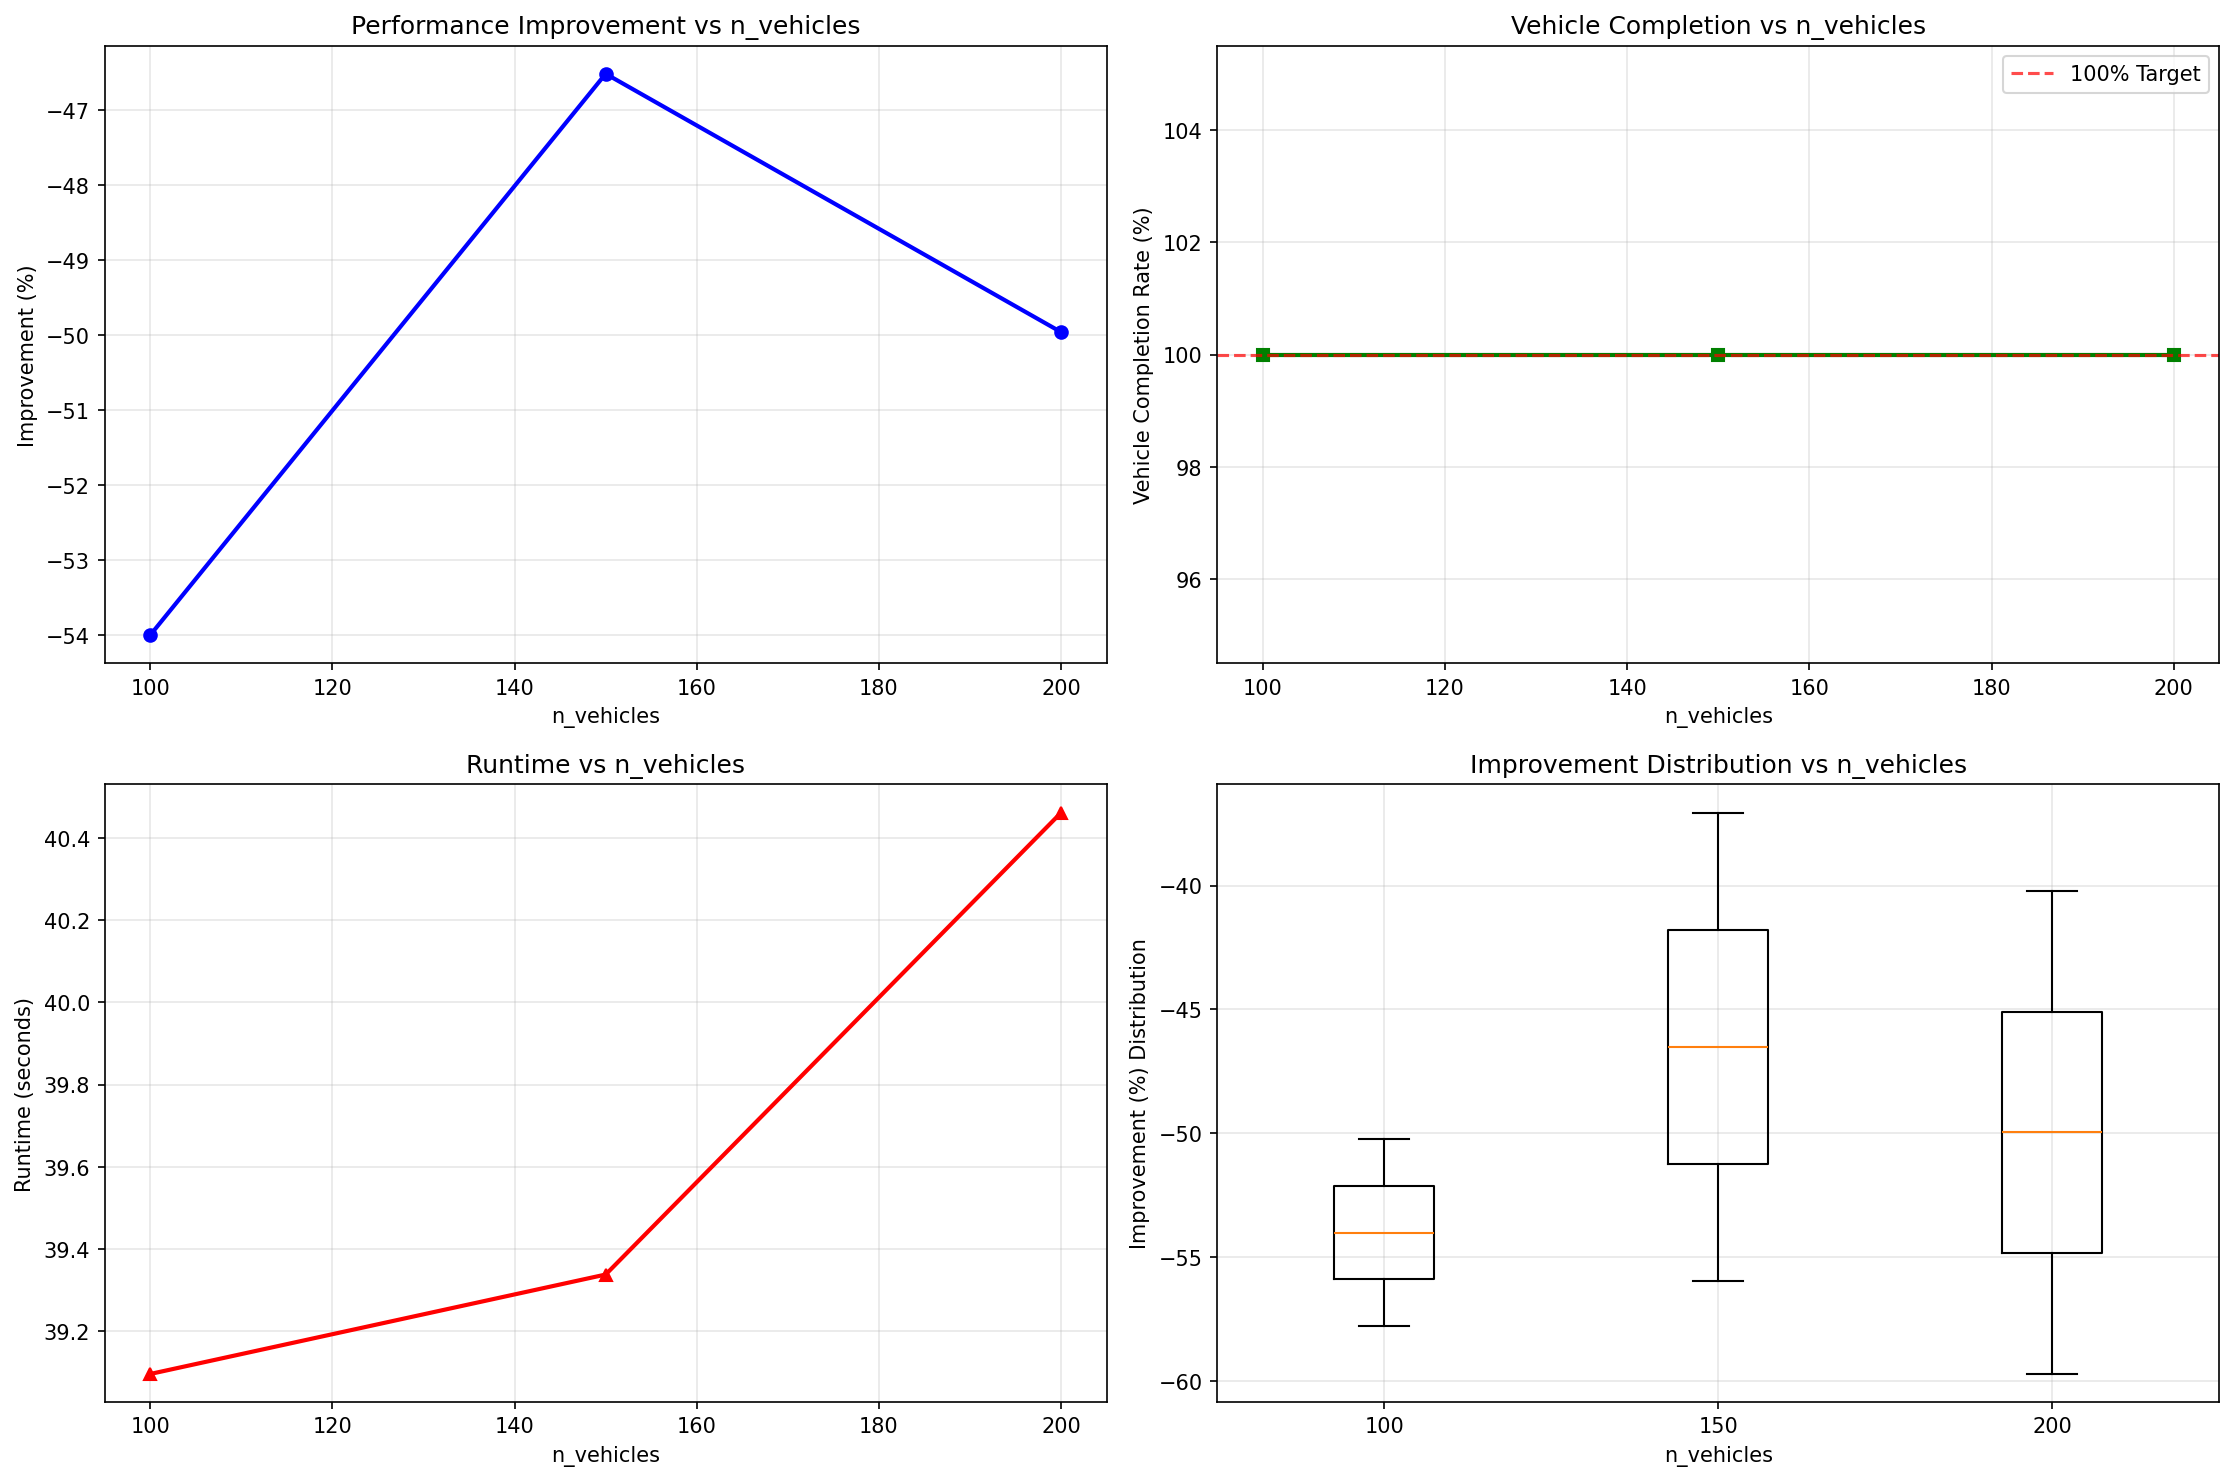 Performance Improvement vs n_vehicles
Improvement (%)
−47
−48
−49
−50
−51
−52
−53
−54
100 120 140 160 180 200
n_vehicles
Vehicle Completion vs n_vehicles
100% Target
Vehicle Completion Rate (%)
104
102
100
98
96
100 120 140 160 180 200
n_vehicles
Runtime vs n_vehicles
Runtime (seconds)
40.4
40.2
40.0
39.8
39.6
39.4
39.2
100 120 140 160 180 200
n_vehicles
Improvement Distribution vs n_vehicles
Improvement (%) Distribution
−40
−45
−50
−55
−60
100 150 200
n_vehicles